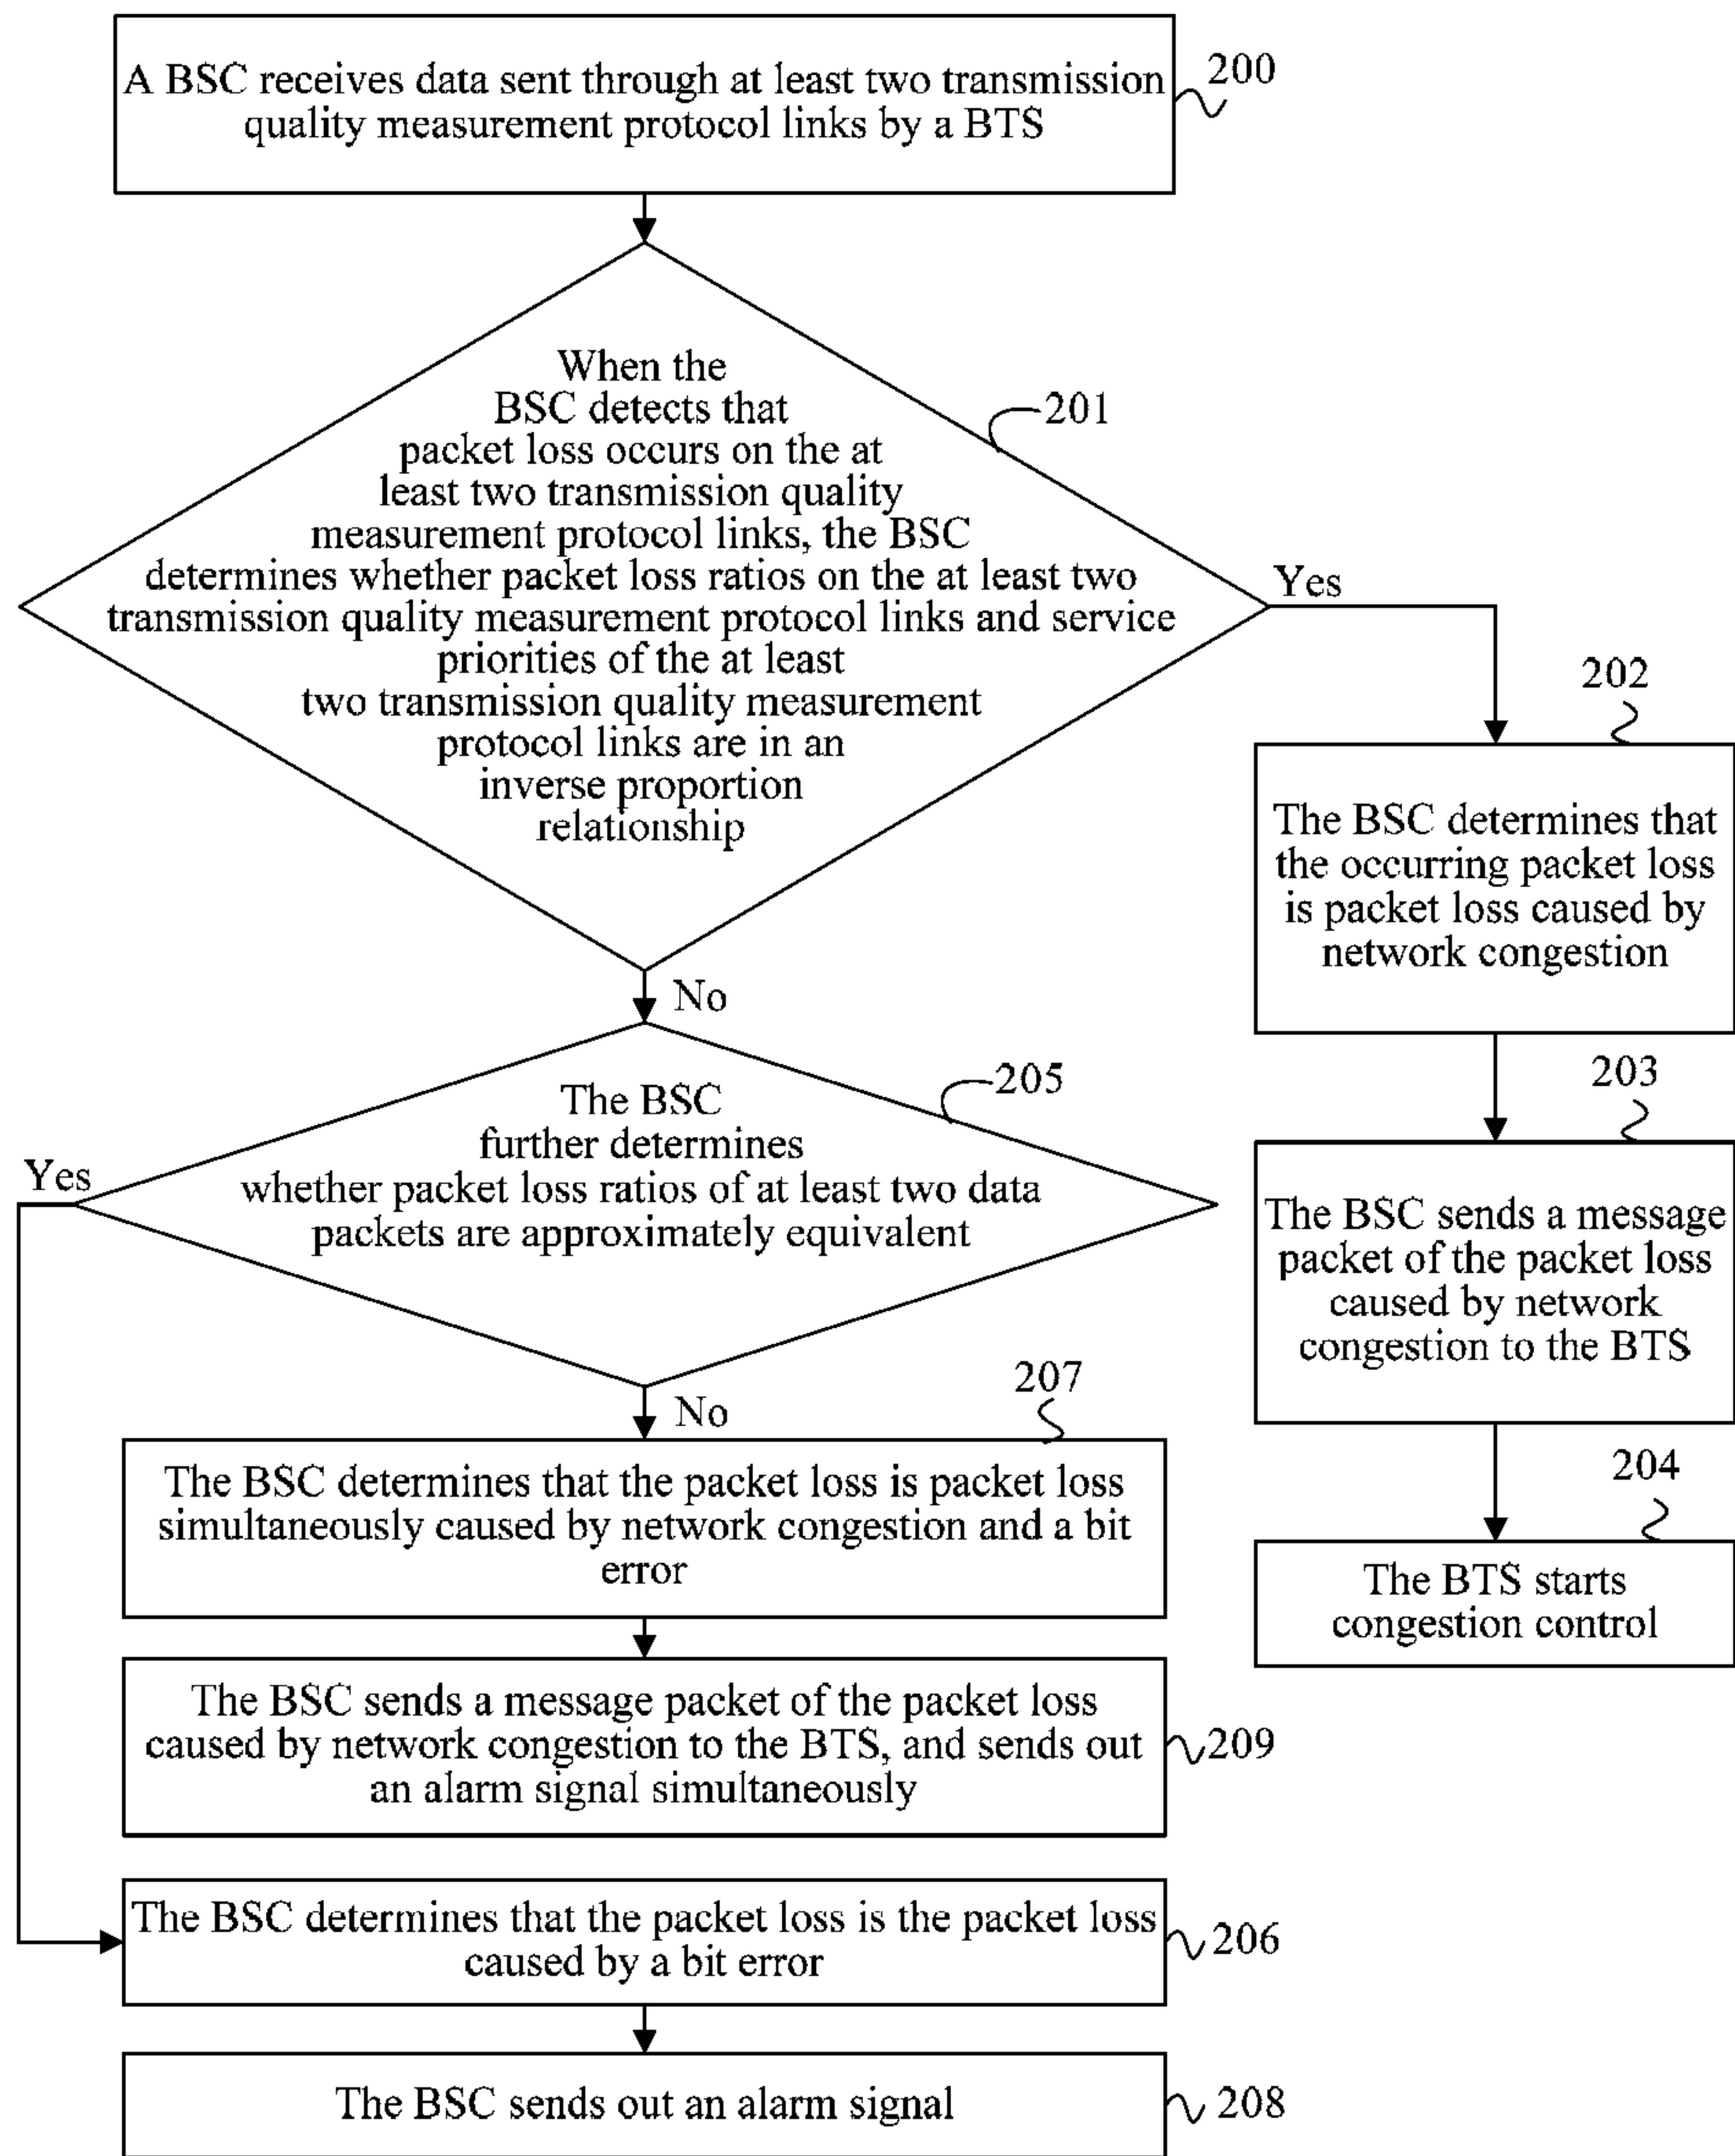 A BSC receives data sent through at least two transmission
quality measurement protocol links by a BTS
200
When the
BSC detects that
packet loss occurs on the at
least two transmission quality
measurement protocol links, the BSC
determines whether packet loss ratios on the at least two
transmission quality measurement protocol links and service
priorities of the at least
two transmission quality measurement
protocol links are in an
inverse proportion
relationship
201
Yes
202
The BSC determines that
the occurring packet loss
is packet loss caused by
network congestion
203
The BSC sends a message
packet of the packet loss
caused by network
congestion to the BTS
204
The BTS starts
congestion control
No
205
The BSC
further determines
whether packet loss ratios of at least two data
packets are approximately equivalent
Yes
No
207
The BSC determines that the packet loss is packet loss
simultaneously caused by network congestion and a bit
error
The BSC sends a message packet of the packet loss
caused by network congestion to the BTS, and sends out
an alarm signal simultaneously
209
The BSC determines that the packet loss is the packet loss
caused by a bit error
206
The BSC sends out an alarm signal
208